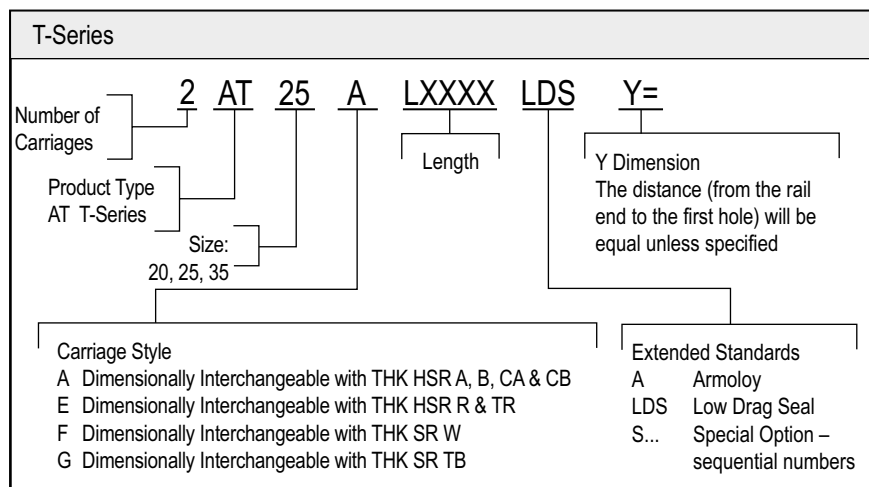 T-Series
2 AT 25 A LXXXX LDS Y=
Number of
Carriages
Product Type
AT T-Series
Size:
20, 25, 35
Length
Y Dimension
The distance (from the rail
end to the first hole) will be
equal unless specified
Carriage Style
A Dimensionally Interchangeable with THK HSR A, B, CA & CB
E Dimensionally Interchangeable with THK HSR R & TR
F Dimensionally Interchangeable with THK SR W
G Dimensionally Interchangeable with THK SR TB
Extended Standards
A Armoloy
LDS Low Drag Seal
S... Special Option –
sequential numbers